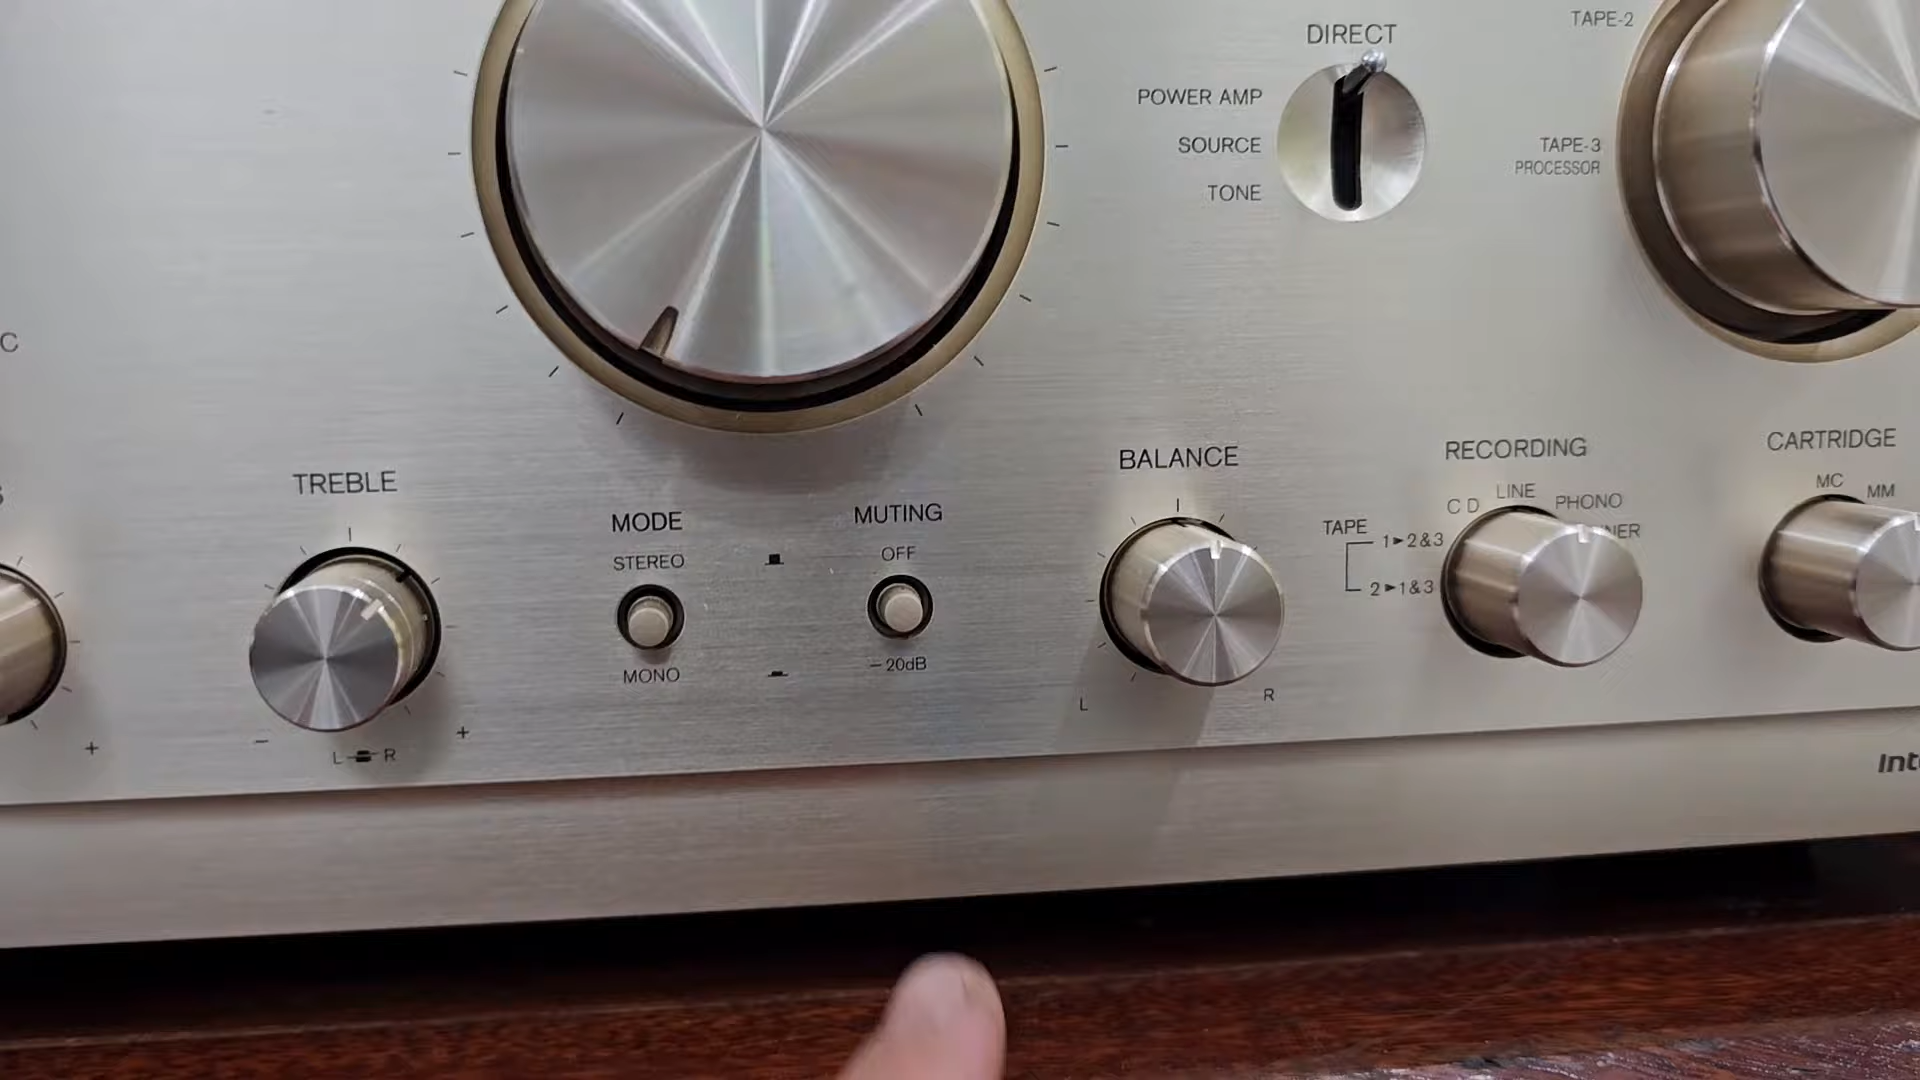 TAPE-2
DIRECT
POWER AMP
SOURCE
TONE
TAPE-3
PROCESSOR
C
TREBLE
- +
L R
+
MODE
STEREO
MONO
MUTING
OFF
-20dB
BALANCE
L R
RECORDING
CD LINE PHONO
TAPE
1▶2&3
2▶1&3
CARTRIDGE
MC MM